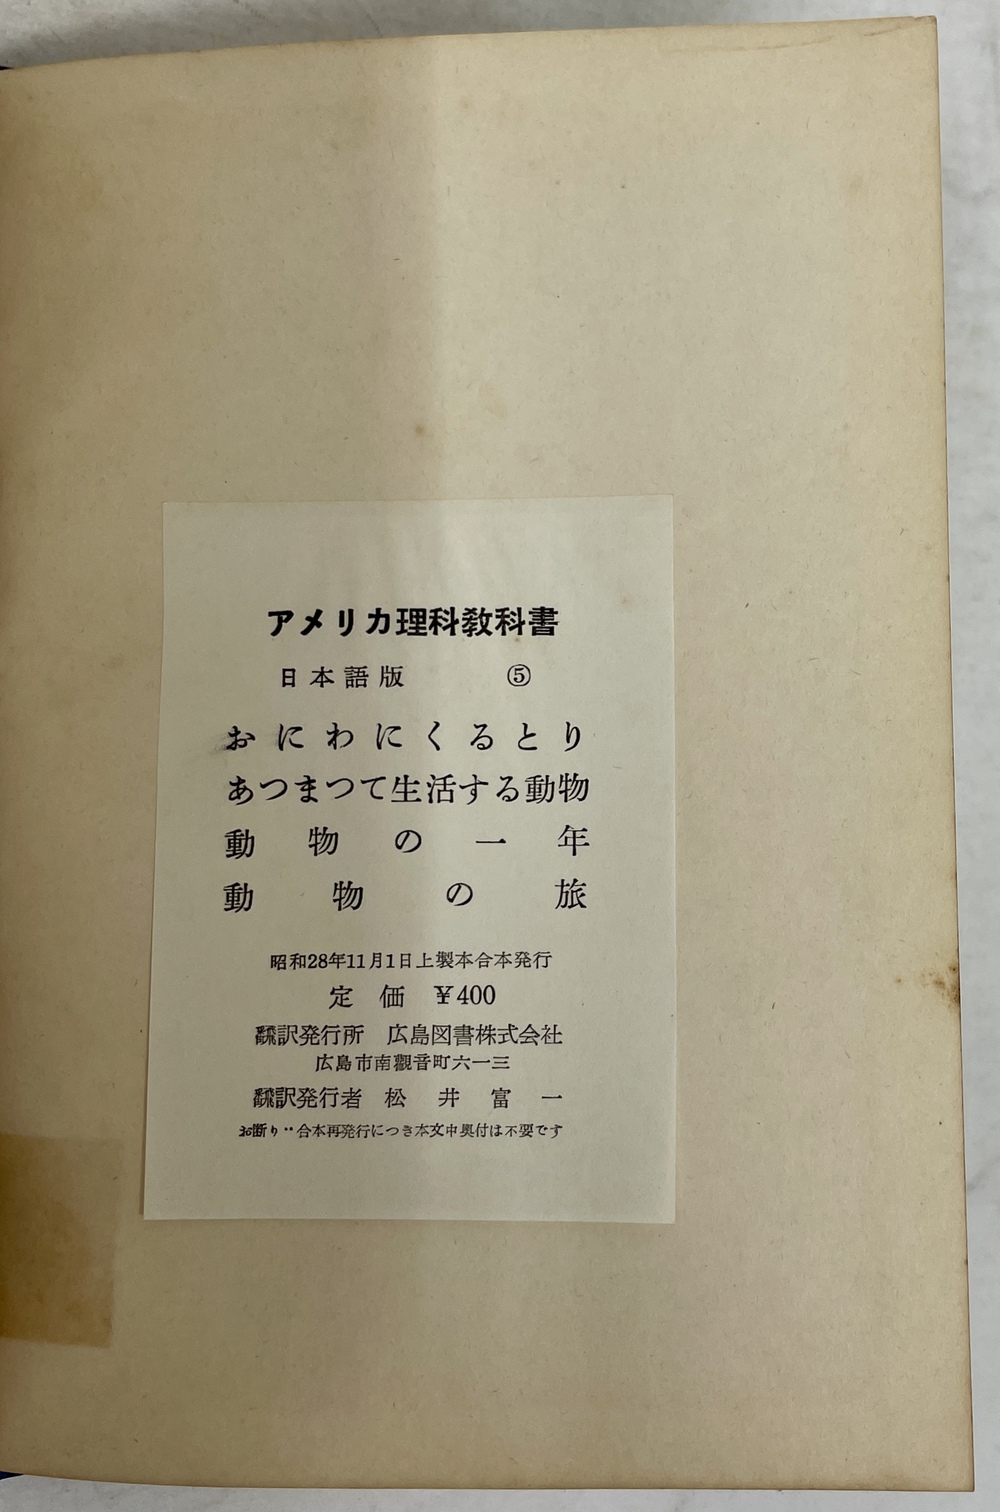 アメリカ理科教科書
日本語版　⑤
おにわにくるとり
あつまつて生活する動物
動物の一年
動物の旅
昭和28年11月1日上製本合本発行
定価　¥400
飜訳発行所　広島図書株式会社
広島市南観音町六一三
飜訳発行者　松井富一
お断り‥合本再発行につき本文中奥付は不要です